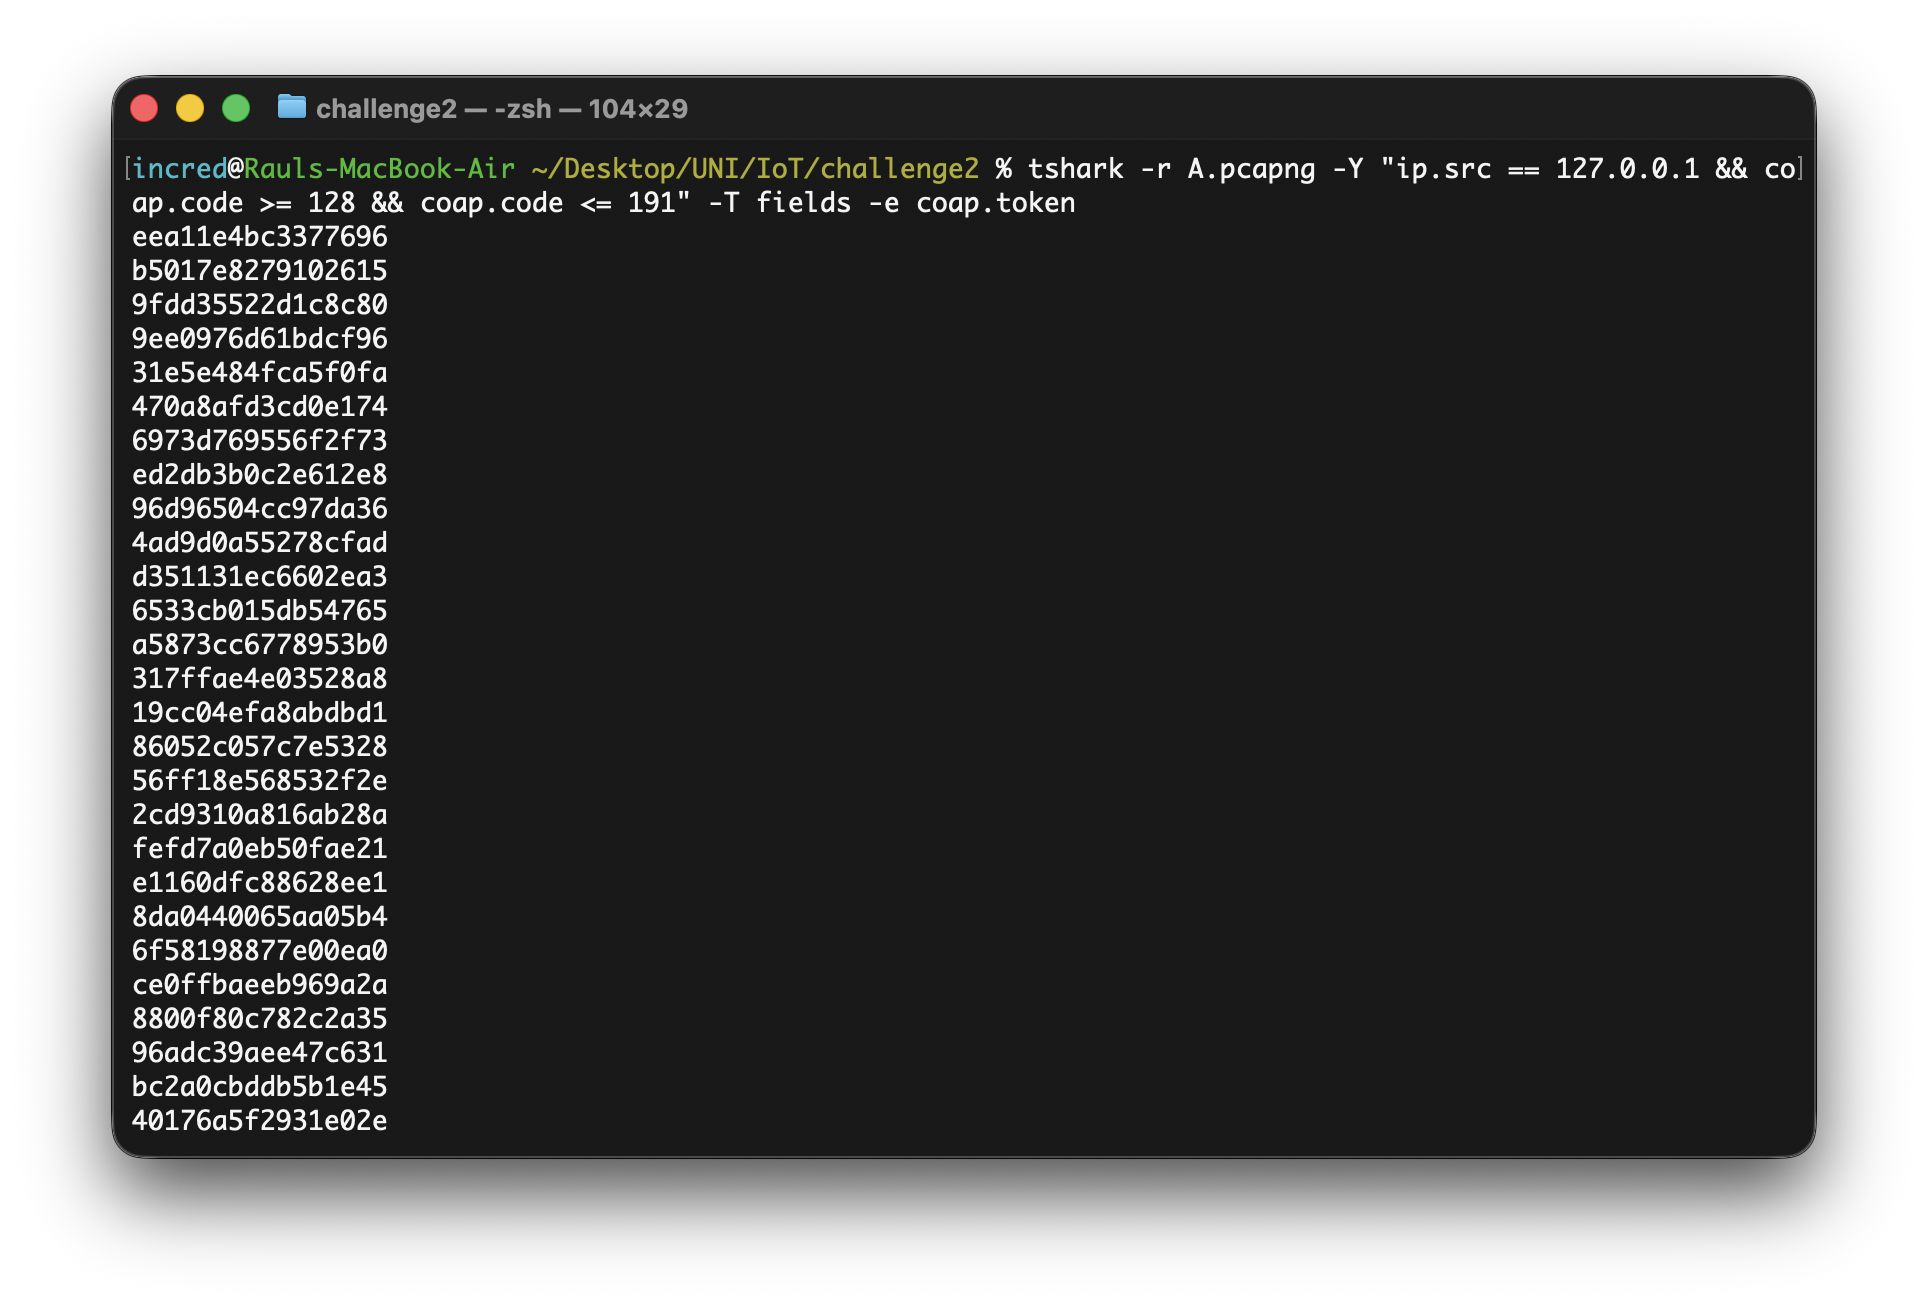 challenge2 — -zsh — 104×29
[incred@Rauls-MacBook-Air ~/Desktop/UNI/IoT/challenge2 % tshark -r A.pcapng -Y "ip.src == 127.0.0.1 && co]
ap.code >= 128 && coap.code <= 191" -T fields -e coap.token
eea11e4bc3377696
b5017e8279102615
9fdd35522d1c8c80
9ee0976d61bdcf96
31e5e484fca5f0fa
470a8afd3cd0e174
6973d769556f2f73
ed2db3b0c2e612e8
96d96504cc97da36
4ad9d0a55278cfad
d351131ec6602ea3
6533cb015db54765
a5873cc6778953b0
317ffae4e03528a8
19cc04efa8abdbd1
86052c057c7e5328
56ff18e568532f2e
2cd9310a816ab28a
fefd7a0eb50fae21
e1160dfc88628ee1
8da0440065aa05b4
6f58198877e00ea0
ce0ffbaeeb969a2a
8800f80c782c2a35
96adc39aee47c631
bc2a0cbddb5b1e45
40176a5f2931e02e